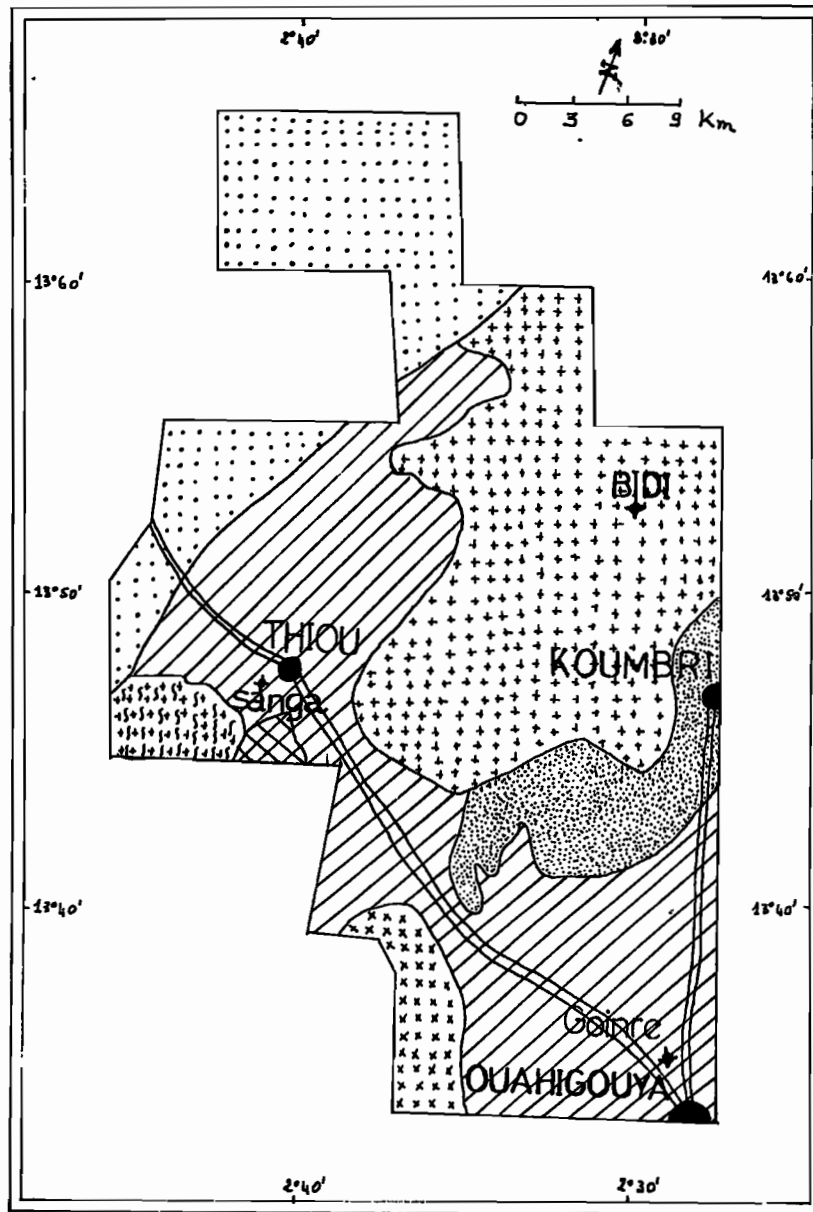 2°40'
2°30'
N
0 3 6 9 Km
13°60'
13°60'
BIDI
13°50'
13°50'
THIOU
KOUMBRI
Sanga
13°40'
13°40'
Goinre
OUAHIGOUYA
2°40'
2°30'